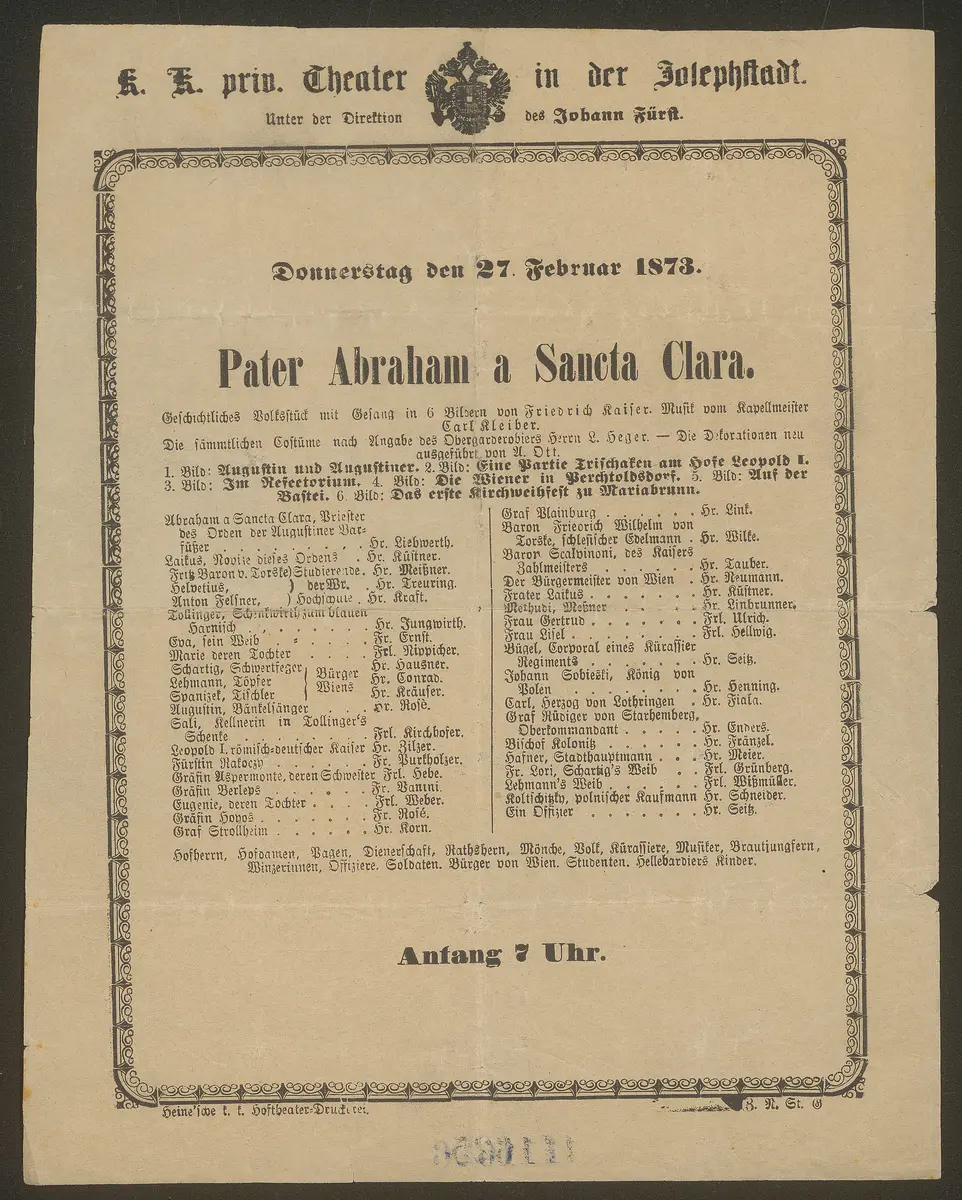 K. K. priv. Theater in der Josephstadt.
Unter der Direktion des Johann Fürst.
Donnerstag den 27. Februar 1873.
Pater Abraham a Sancta Clara.
Geschichtliches Volksstück mit Gesang in 6 Bildern von Friedrich Kaiser. Musik vom Kapellmeister
Carl Kleiber.
Die sämmtlichen Costüme nach Angabe des Obergarderobiers Herrn L. Heger. — Die Dekorationen neu
ausgeführt von A. Ott.
1. Bild: Augustin und Augustiner. 2. Bild: Eine Partie Trischaken am Hofe Leopold I.
3. Bild: Im Refectorium. 4. Bild: Die Wiener in Perchtoldsdorf. 5. Bild: Auf der
Bastei. 6. Bild: Das erste Kirchweihfest zu Mariabrunn.
Abraham a Sancta Clara, Priester
des Orden der Augustiner Bar-
füßer . . . . . . . . . Hr. Liebwerth.
Laikus, Novize dieses Ordens . Hr. Küstner.
Fritz Baron v. Torske) Studierende. Hr. Meißner.
Helvetius, ) der Wr. . Hr. Treuring.
Anton Felsner, ) Hochschule. Hr. Kraft.
Tollinger, Schenkwirth zum blauen
Harnisch . . . . . . . Hr. Jungwirth.
Eva, sein Weib . . . . . Fr. Ernst.
Marie deren Tochter . . . . Frl. Rippicher.
Schartig, Schwertfeger Hr. Hausner.
Lehmann, Töpfer } Bürger Wiens Hr. Conrad.
Spanizek, Tischler Hr. Kräuser.
Augustin, Bänkelsänger . . . Hr. Rosé.
Sali, Kellnerin in Tollinger's
Schenke . . . . . . . Frl. Kirchhofer.
Leopold I. römisch-deutscher Kaiser Hr. Zilzer.
Fürstin Rakoczy . . . . . Fr. Purkholzer.
Gräfin Aspermonte, deren Schwester Frl. Hebe.
Gräfin Berleps . . . . . Fr. Vanini.
Eugenie, deren Tochter . . . . Frl. Weber.
Gräfin Hoyos . . . . . . Fr. Rosé.
Graf Strollheim . . . . . Hr. Korn.
Graf Plainburg . . . . . . Hr. Link.
Baron Friedrich Wilhelm von
Torske, schlesischer Edelmann . Hr. Wilke.
Baron Scalvinoni, des Kaisers
Zahlmeisters . . . . . . Hr. Tauber.
Der Bürgermeister von Wien . Hr. Neumann.
Frater Laikus . . . . . . Hr. Küstner.
Methudi, Meßner . . . . . Hr. Linbrunner.
Frau Gertrud . . . . . . Frl. Ulrich.
Frau Lisel . . . . . . . Frl. Hellwig.
Bügel, Corporal eines Kürassier
Regiments . . . . . . . Hr. Seitz.
Johann Sobieski, König von
Polen . . . . . . . . Hr. Henning.
Carl, Herzog von Lothringen . Hr. Fiala.
Graf Rüdiger von Starhemberg,
Oberkommandant . . . . . Hr. Enders.
Bischof Kolonitz . . . . . Hr. Fränzel.
Hafner, Stadthauptmann . . . Hr. Meier.
Fr. Lori, Schartig's Weib . . Frl. Grünberg.
Lehmann's Weib . . . . . Frl. Witzmüller.
Koltschitzky, polnischer Kaufmann Hr. Schneider.
Ein Offizier . . . . . . . Hr. Seitz.
Hofherrn, Hofdamen, Pagen, Dienerschaft, Rathsherrn, Mönche, Volk, Kürassiere, Musiker, Brautjungfern,
Winzerinnen, Offiziere. Soldaten. Bürger von Wien. Studenten. Hellebardiers Kinder.
Anfang 7 Uhr.
Heine'sche k. k. Hoftheater-Druckerei.
Z. N. St. G